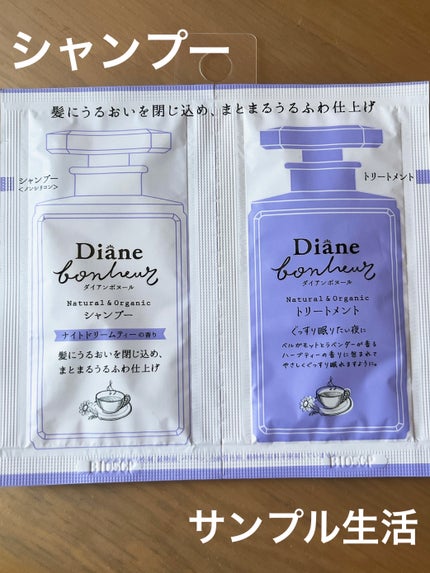 シャンプー
髪にうるおいを閉じ込め、まとまるうるふわ仕上げ
シャンプー
<ノンシリコン>
Diâne
bonheur
ダイアンボヌール
Natural & Organic
シャンプー
ナイトドリームティーの香り
髪にうるおいを閉じ込め、
まとまるうるふわ仕上げ
トリートメント
Diâne
bonheur
ダイアンボヌール
Natural & Organic
トリートメント
ぐっすり眠りたい夜に
ベルガモットとラベンダーが香る
ハーブティーの香りに包まれて
やさしくぐっすり眠れますように。
サンプル生活